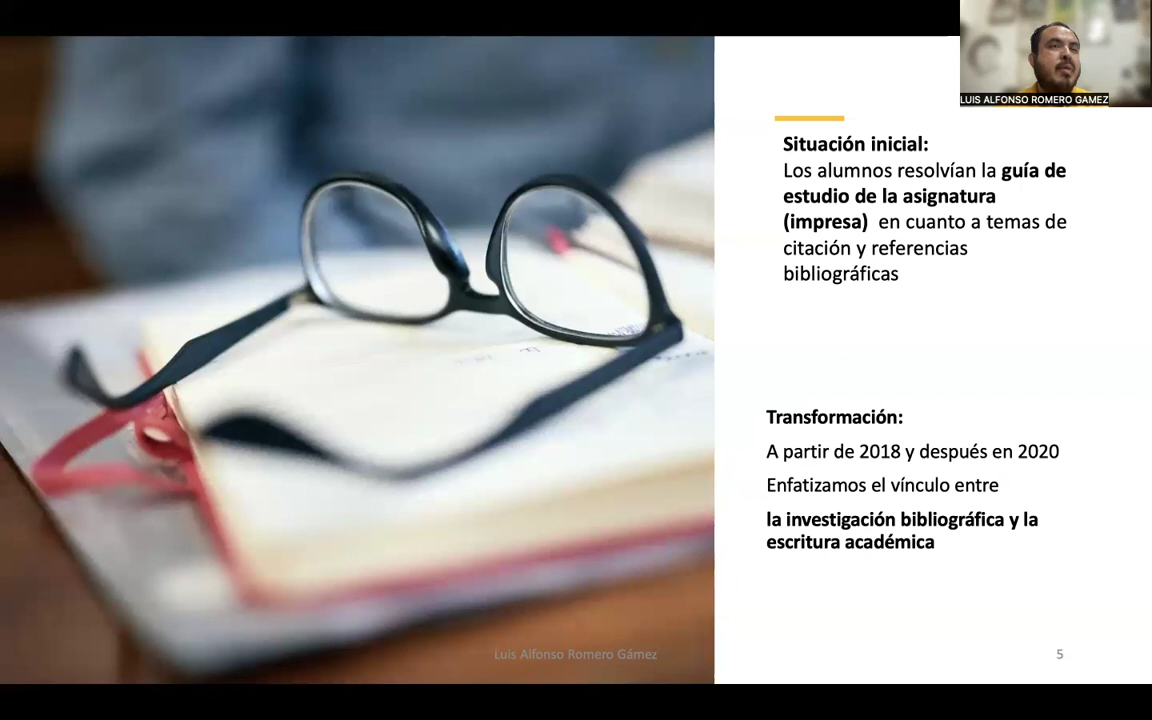 LUIS ALFONSO ROMERO GAMEZ
Situación inicial:
Los alumnos resolvían la guía de
estudio de la asignatura
(impresa) en cuanto a temas de
citación y referencias
bibliográficas
Transformación:
A partir de 2018 y después en 2020
Enfatizamos el vínculo entre
la investigación bibliográfica y la
escritura académica
Luis Alfonso Romero Gámez
5